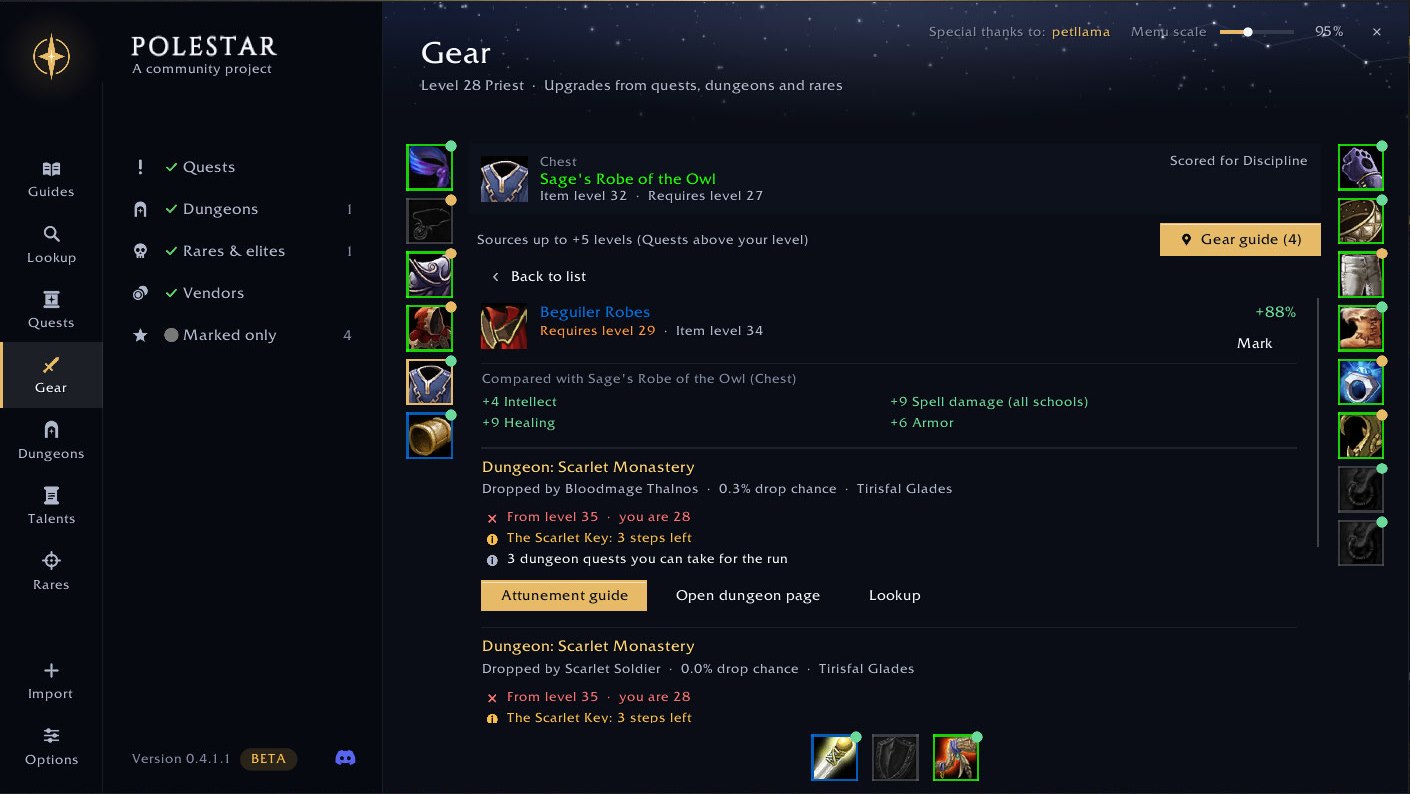 POLESTAR
A community project
Guides
Lookup
Quests
Gear
Dungeons
Talents
Rares
Import
Options
Quests
Dungeons 1
Rares & elites 1
Vendors
Marked only 4
Version 0.4.1.1 BETA
Special thanks to: petllama Menu scale 95% ×
Gear
Level 28 Priest · Upgrades from quests, dungeons and rares
Chest
Scored for Discipline
Sage's Robe of the Owl
Item level 32 · Requires level 27
Sources up to +5 levels (Quests above your level)
Gear guide (4)
Back to list
Beguiler Robes +88%
Requires level 29 · Item level 34
Mark
Compared with Sage's Robe of the Owl (Chest)
+4 Intellect +9 Spell damage (all schools)
+9 Healing +6 Armor
Dungeon: Scarlet Monastery
Dropped by Bloodmage Thalnos · 0.3% drop chance · Tirisfal Glades
From level 35 · you are 28
The Scarlet Key: 3 steps left
3 dungeon quests you can take for the run
Attunement guide Open dungeon page Lookup
Dungeon: Scarlet Monastery
Dropped by Scarlet Soldier · 0.0% drop chance · Tirisfal Glades
From level 35 · you are 28
The Scarlet Key: 3 steps left